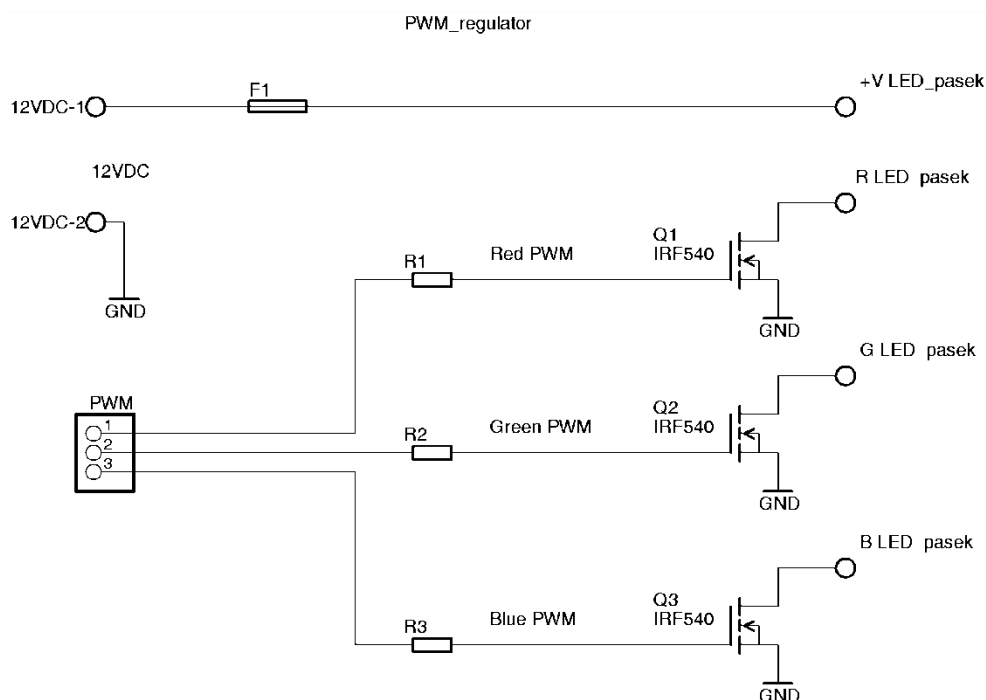 PWM_regulator
F1
+V LED_pasek
12VDC-1
12VDC
R LED pasek
12VDC-2
Q1
IRF540
Red PWM
R1
GND
GND
G LED pasek
PWM
1
2
3
Q2
IRF540
Green PWM
R2
GND
B LED pasek
Q3
IRF540
Blue PWM
R3
GND